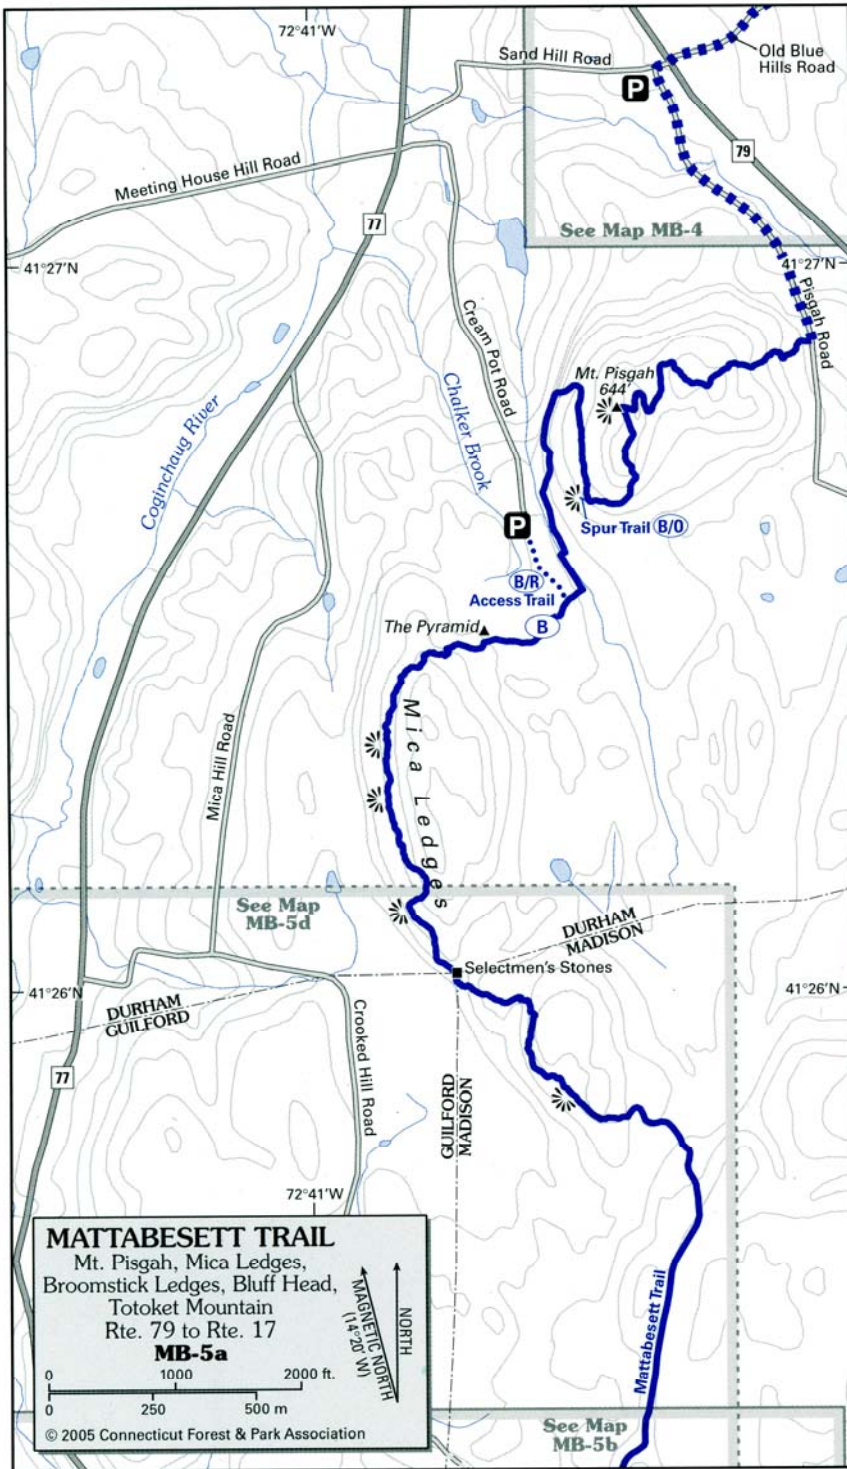 72°41'W
Sand Hill Road
Old Blue
Hills Road
P
79
Meeting House Hill Road
77
See Map MB-4
41°27'N
41°27'N
Pisgah Road
Cream Pot Road
Mt. Pisgah
644'
Coginchaug River
Chalker Brook
P
Spur Trail B/O
B/R
Access Trail
The Pyramid
B
Mica Ledges
Mica Hill Road
See Map
MB-5d
DURHAM
MADISON
Selectmen's Stones
41°26'N
41°26'N
DURHAM
GUILFORD
Crooked Hill Road
77
GUILFORD
MADISON
72°41'W
MATTABESETT TRAIL
Mt. Pisgah, Mica Ledges,
Broomstick Ledges, Bluff Head,
Totoket Mountain
Rte. 79 to Rte. 17
MB-5a
MAGNETIC NORTH
(14°20' W)
NORTH
0 1000 2000 ft.
0 250 500 m
© 2005 Connecticut Forest & Park Association
Mattabesett Trail
See Map
MB-5b